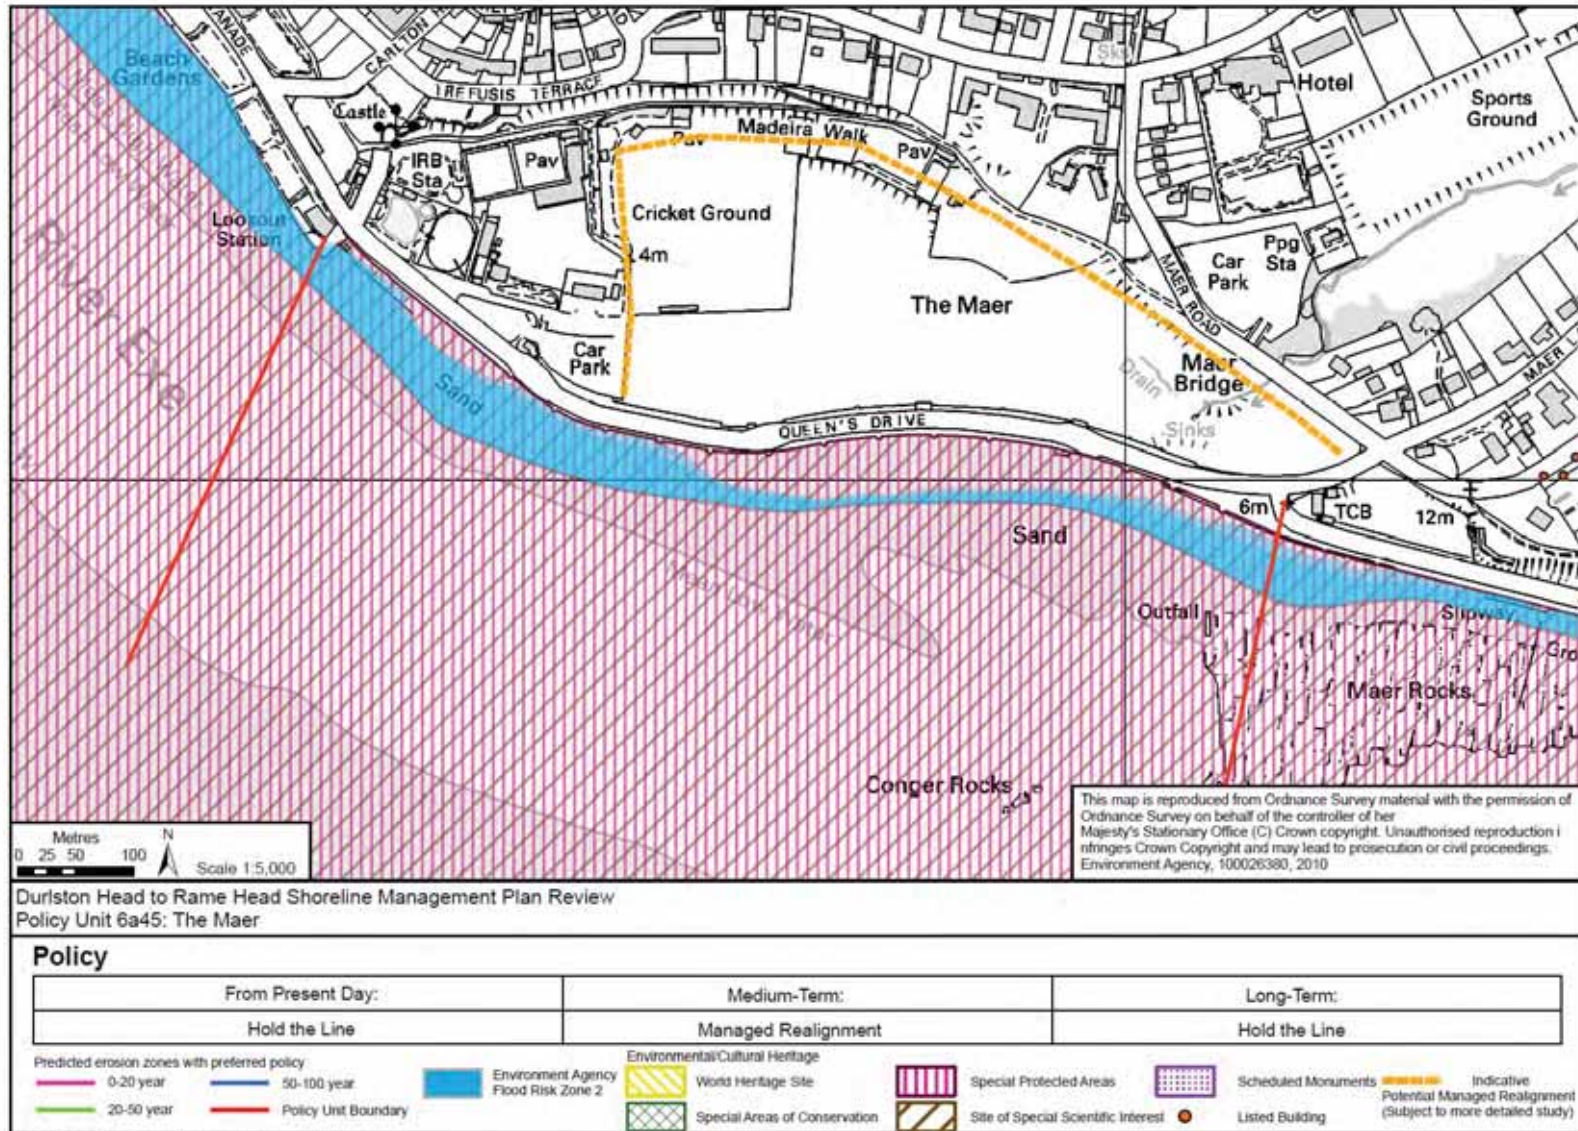 Beach
Gardens
ANADE
CARLTON H
TREFUSIS TERRACE
Castle
IRB
Sta
Pav
Pav
Madeira Walk
Pav
Hotel
Sports
Ground
Lookout
Station
Cricket Ground
4m
Car
Park
The Maer
MAER ROAD
Car
Park
Ppg
Sta
River Exe
Sand
Drain
Maer
Bridge
Sinks
MAER L
QUEEN'S DRIVE
Sand
6m
TCB
12m
Mean Low Water
Outfall
Slipway
Gro
Maer Rocks
Conger Rocks
Metres
0 25 50 100
N
Scale 1:5,000
This map is reproduced from Ordnance Survey material with the permission of
Ordnance Survey on behalf of the controller of her
Majesty's Stationary Office (C) Crown copyright. Unauthorised reproduction i
nfringes Crown Copyright and may lead to prosecution or civil proceedings.
Environment Agency, 100026380, 2010
Durlston Head to Rame Head Shoreline Management Plan Review
Policy Unit 6a45: The Maer
Policy
From Present Day: Medium-Term: Long-Term:
Hold the Line Managed Realignment Hold the Line
Predicted erosion zones with preferred policy
0-20 year 50-100 year
20-50 year Policy Unit Boundary
Environment Agency
Flood Risk Zone 2
Environmental/Cultural Heritage
World Heritage Site Special Protected Areas Scheduled Monuments
Special Areas of Conservation Site of Special Scientific Interest Listed Building
Indicative
Potential Managed Realignment
(Subject to more detailed study)